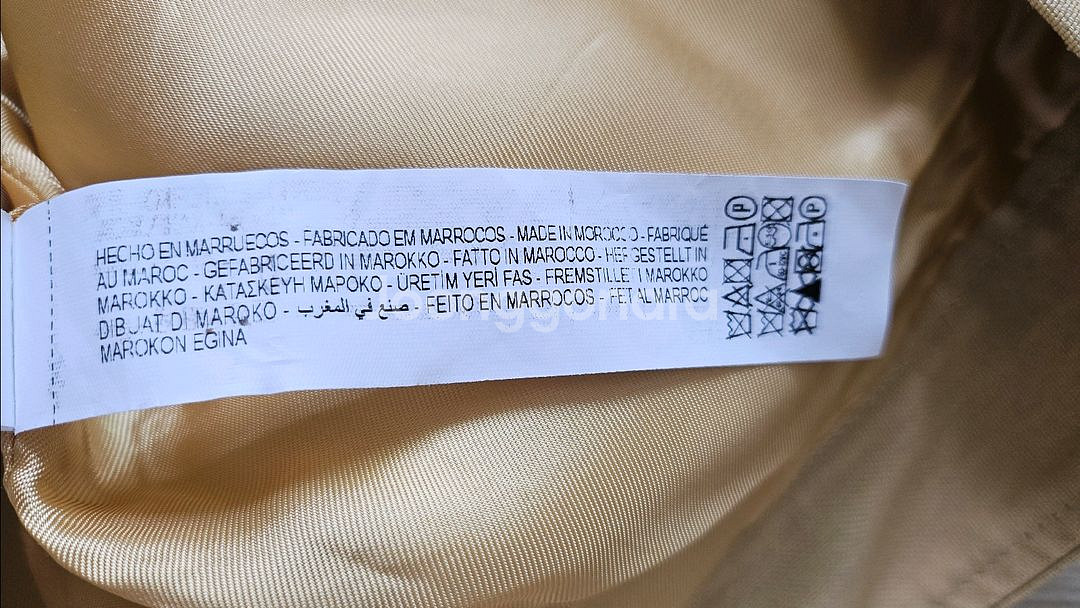 HECHO EN MARRUECOS - FABRICADO EM MARROCOS - MADE IN MOROCCO - FABRIQUÉ
AU MAROC - GEFABRICEERD IN MAROKKO - FATTO IN MAROCCO - HERGESTELLT IN
MAROKKO - ΚΑΤΑΣΚΕΥΗ ΜΑΡΟΚΟ - ÜRETİM YERİ FAS - FREMSTILLET I MAROKKO
DIBUAT DI MAROKO - صنع في المغرب - FEITO EN MARROCOS - FET AL MARROC
MAROKON EGINA
P
P